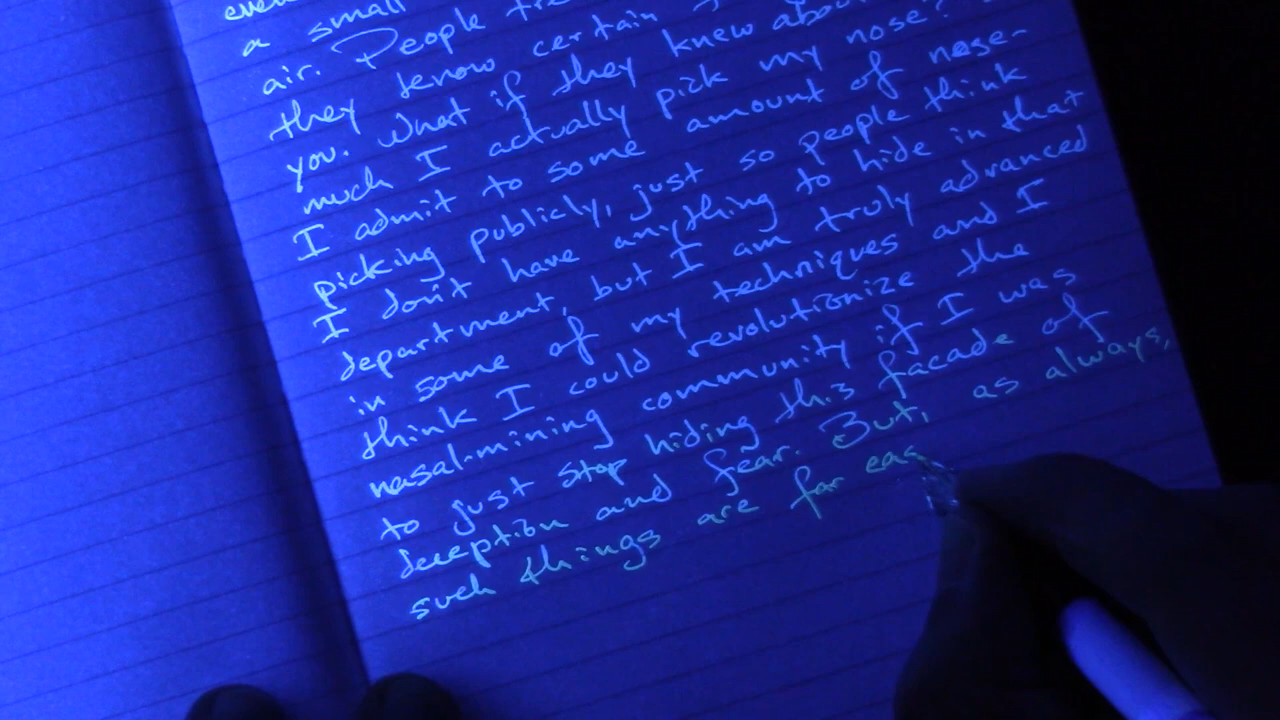 a small
air. People
they know certain
you. What if they knew
much I actually pick my nose?
I admit to some amount of nose-
picking publicly, just so people think
I don't have anything to hide in that
department, but I am truly advanced
in some of my techniques and I
think I could revolutionize the
nasal-mining community if I was
to just stop hiding this facade of
deception and fear. But, as always,
such things are far eas